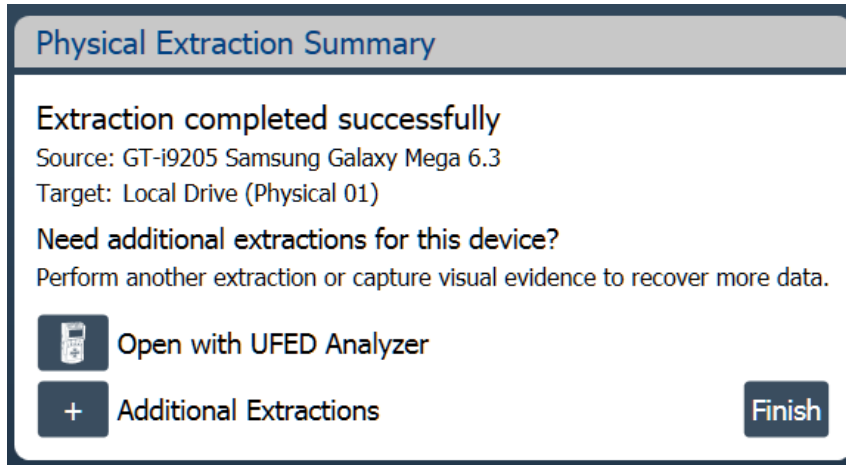 Physical Extraction Summary
Extraction completed successfully
Source: GT-i9205 Samsung Galaxy Mega 6.3
Target: Local Drive (Physical 01)
Need additional extractions for this device?
Perform another extraction or capture visual evidence to recover more data.
Open with UFED Analyzer
+ Additional Extractions
Finish